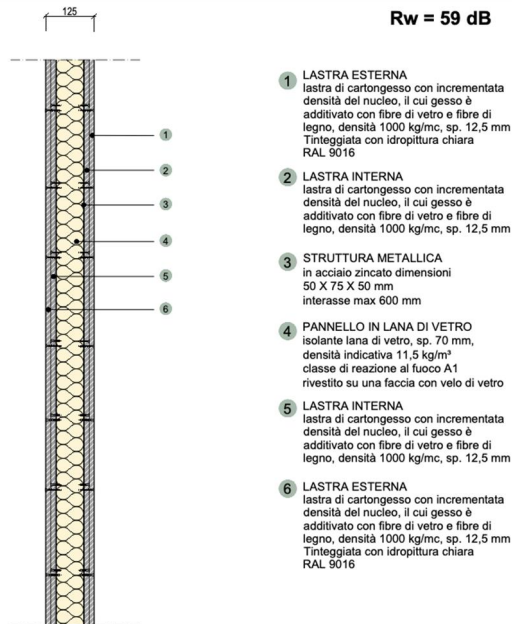 125
Rw = 59 dB
1
LASTRA ESTERNA
lastra di cartongesso con incrementata
densità del nucleo, il cui gesso è
additivato con fibre di vetro e fibre di
legno, densità 1000 kg/mc, sp. 12,5 mm
Tinteggiata con idropittura chiara
RAL 9016
2
LASTRA INTERNA
lastra di cartongesso con incrementata
densità del nucleo, il cui gesso è
additivato con fibre di vetro e fibre di
legno, densità 1000 kg/mc, sp. 12,5 mm
3
STRUTTURA METALLICA
in acciaio zincato dimensioni
50 X 75 X 50 mm
interasse max 600 mm
4
PANNELLO IN LANA DI VETRO
isolante lana di vetro, sp. 70 mm,
densità indicativa 11,5 kg/m³
classe di reazione al fuoco A1
rivestito su una faccia con velo di vetro
5
LASTRA INTERNA
lastra di cartongesso con incrementata
densità del nucleo, il cui gesso è
additivato con fibre di vetro e fibre di
legno, densità 1000 kg/mc, sp. 12,5 mm
6
LASTRA ESTERNA
lastra di cartongesso con incrementata
densità del nucleo, il cui gesso è
additivato con fibre di vetro e fibre di
legno, densità 1000 kg/mc, sp. 12,5 mm
Tinteggiata con idropittura chiara
RAL 9016
1
2
3
4
5
6